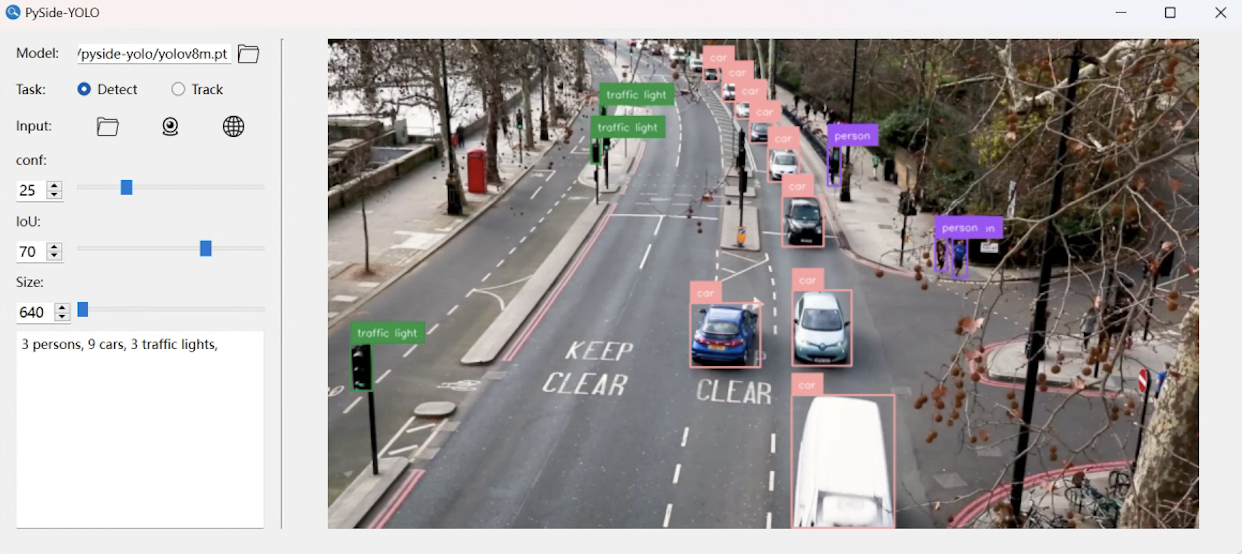 PySide-YOLO
Model: /pyside-yolo/yolov8m.pt
Task: Detect Track
Input:
conf:
25
IoU:
70
Size:
640
3 persons, 9 cars, 3 traffic lights,
car
car
car
car
car
car
car
car
car
traffic light
traffic light
traffic light
person
person
KEEP
CLEAR
CLEAR